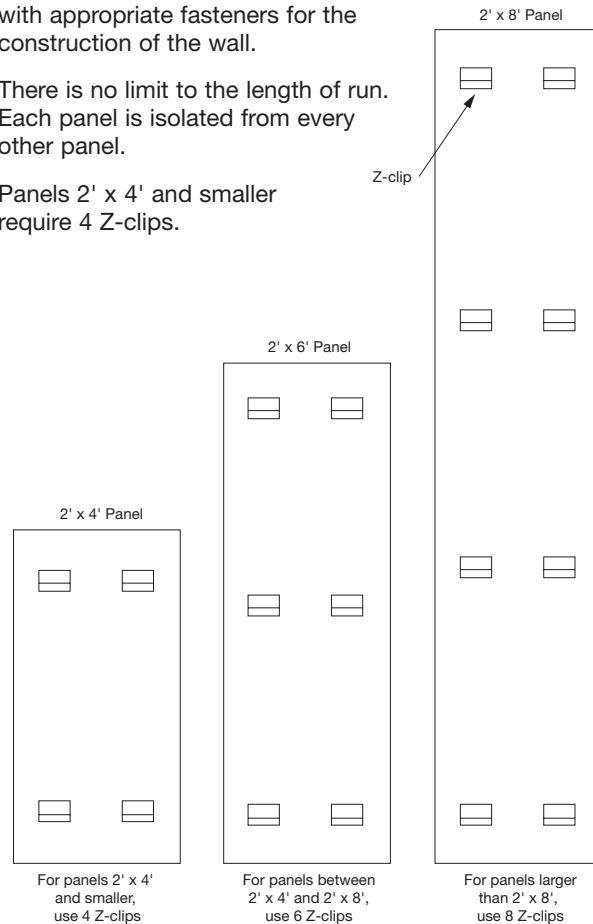 with appropriate fasteners for the
construction of the wall.
There is no limit to the length of run.
Each panel is isolated from every
other panel.
Panels 2' x 4' and smaller
require 4 Z-clips.
2' x 8' Panel
Z-clip
2' x 6' Panel
2' x 4' Panel
For panels 2' x 4'
and smaller,
use 4 Z-clips
For panels between
2' x 4' and 2' x 8',
use 6 Z-clips
For panels larger
than 2' x 8',
use 8 Z-clips